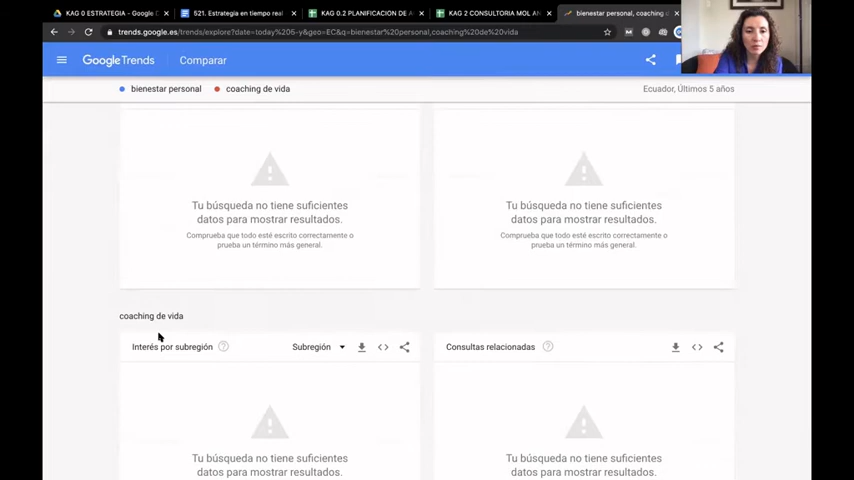 KAG 0 ESTRATEGIA - Google D
521. Estrategia en tiempo real
KAG 0.2 PLANIFICACIÓN DE A
KAG 2 CONSULTORIA MOL AN
bienestar personal, coaching d
trends.google.es/trends/explore?date=today%205-y&geo=EC&q=bienestar%20personal,coaching%20de%20vida
GoogleTrends
Comparar
bienestar personal
coaching de vida
Ecuador, Últimos 5 años
Tu búsqueda no tiene suficientes
datos para mostrar resultados.
Comprueba que todo esté escrito correctamente o
prueba un término más general.
Tu búsqueda no tiene suficientes
datos para mostrar resultados.
Comprueba que todo esté escrito correctamente o
prueba un término más general.
coaching de vida
Interés por subregión
Subregión
Consultas relacionadas
Tu búsqueda no tiene suficientes
datos para mostrar resultados.
Tu búsqueda no tiene suficientes
datos para mostrar resultados.